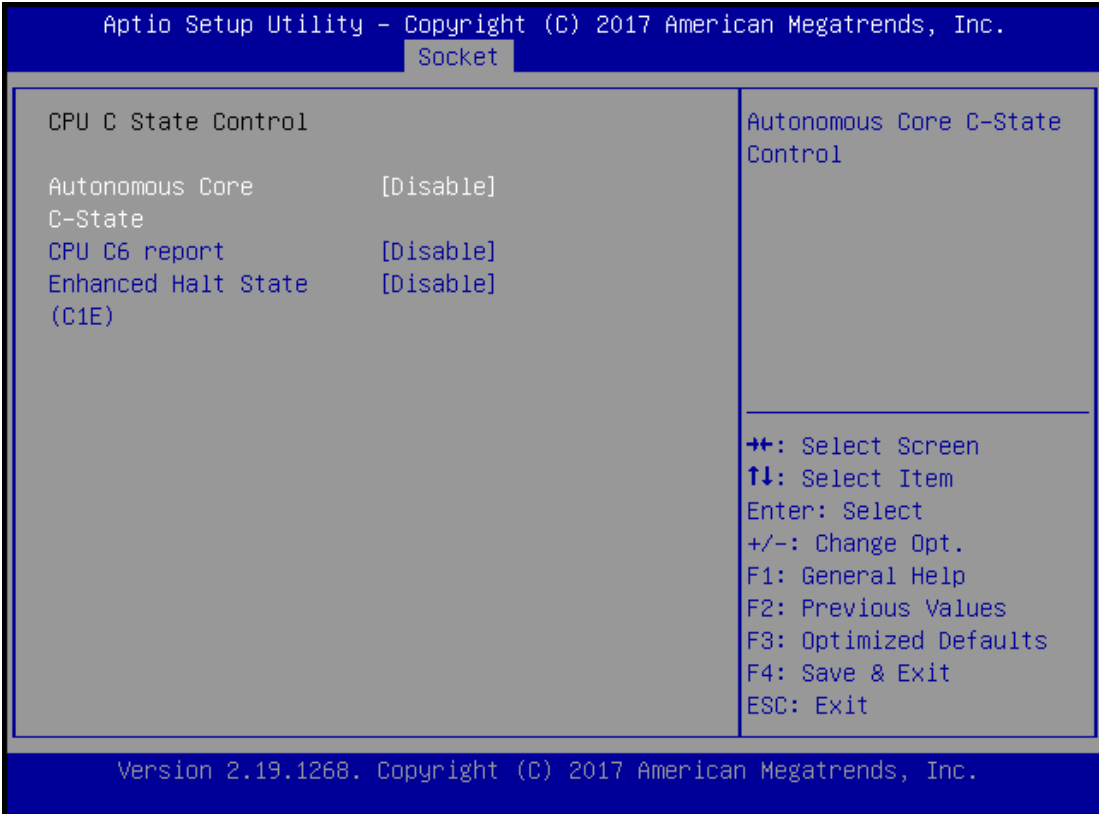 Aptio Setup Utility – Copyright (C) 2017 American Megatrends, Inc.
Socket
CPU C State Control
Autonomous Core [Disable]
C-State
CPU C6 report [Disable]
Enhanced Halt State [Disable]
(C1E)
Autonomous Core C-State
Control
→←: Select Screen
↑↓: Select Item
Enter: Select
+/-: Change Opt.
F1: General Help
F2: Previous Values
F3: Optimized Defaults
F4: Save & Exit
ESC: Exit
Version 2.19.1268. Copyright (C) 2017 American Megatrends, Inc.